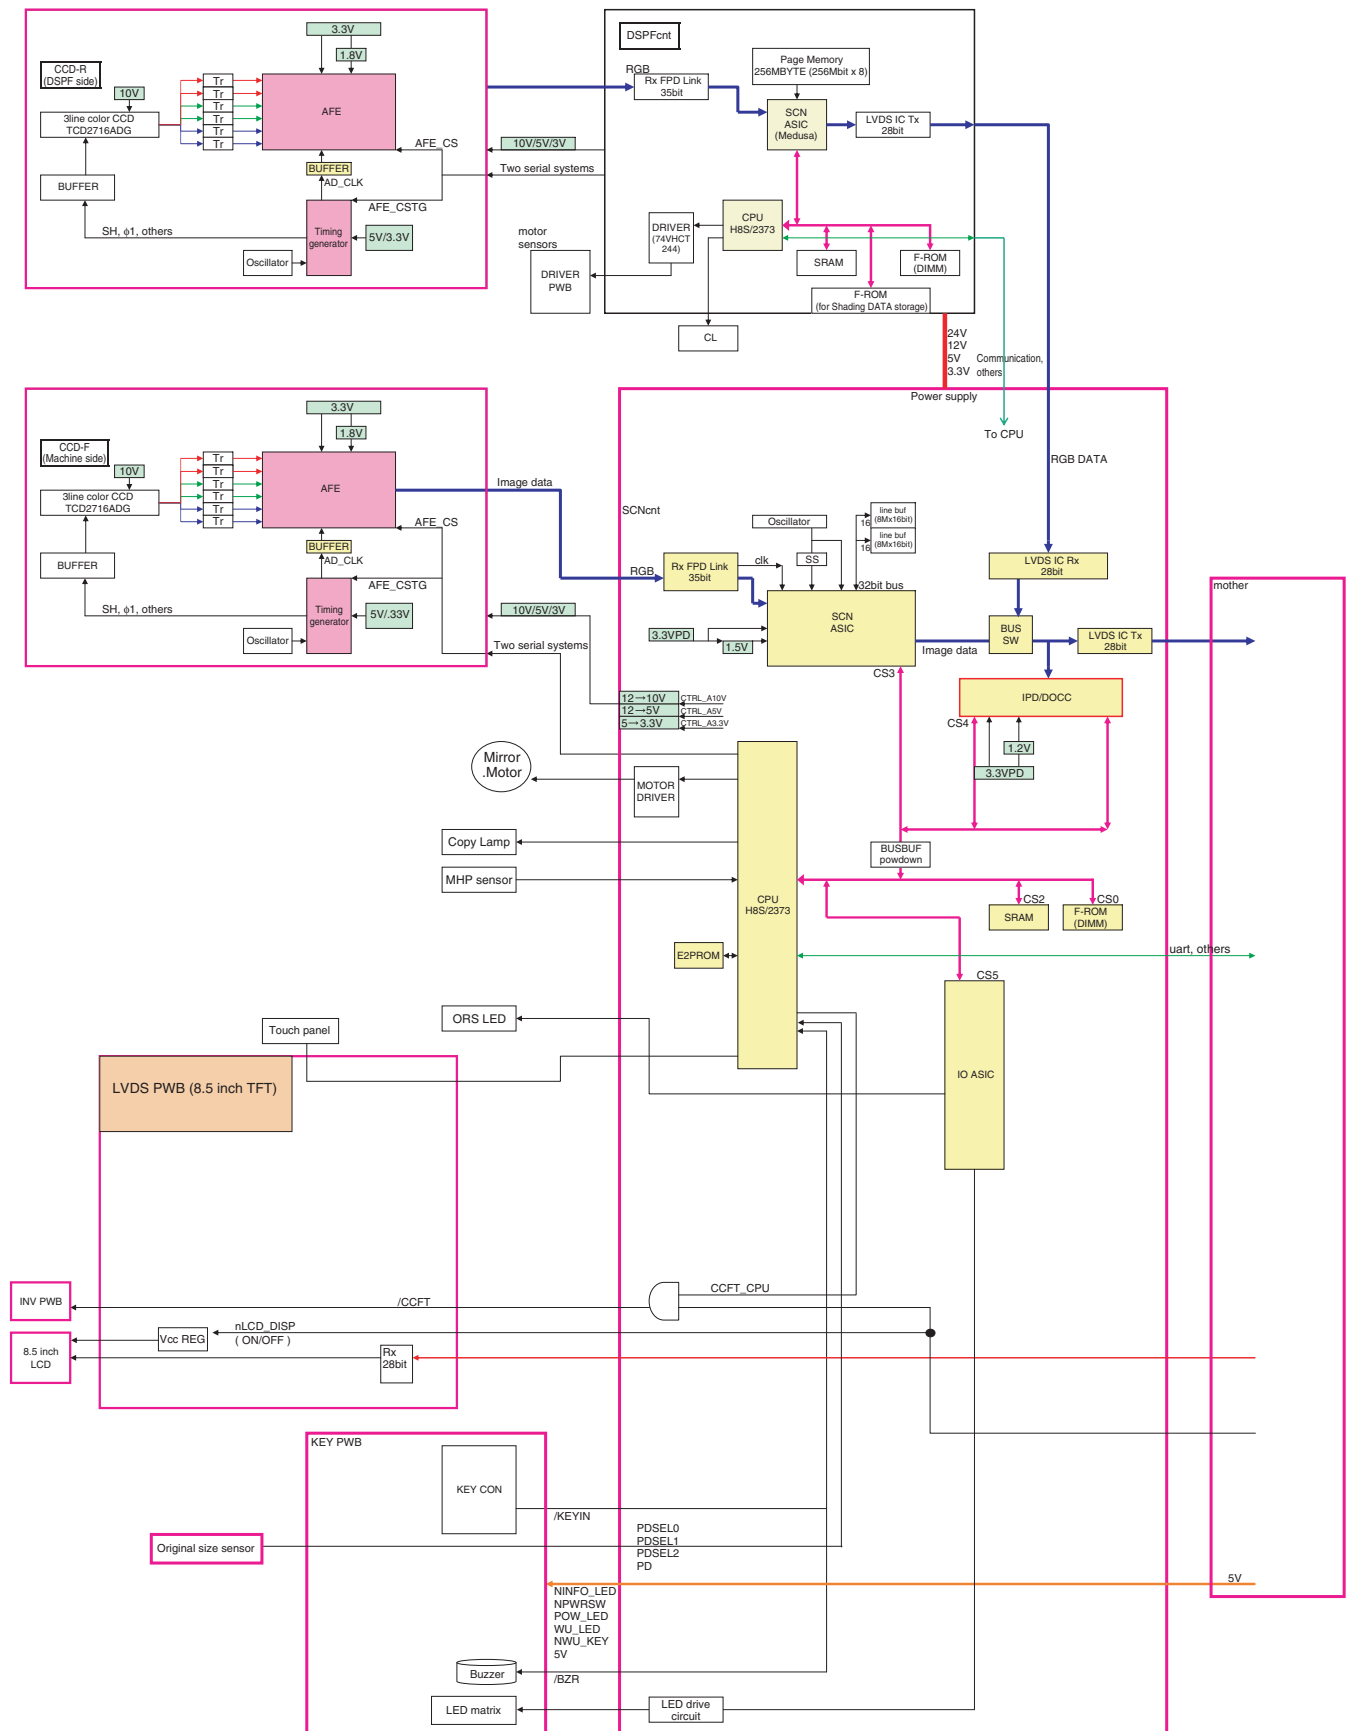 CCD-R
(DSPF side)
10V
3line color CCD
TCD2716ADG
BUFFER
Tr
Tr
Tr
Tr
Tr
Tr
3.3V
1.8V
AFE
BUFFER
AD_CLK
AFE_CS
AFE_CSTG
SH, ϕ1, others
Timing
generator
5V/3.3V
Oscillator
10V/5V/3V
Two serial systems
DSPFcnt
RGB
Rx FPD Link
35bit
Page Memory
256MBYTE (256Mbit x 8)
SCN
ASIC
(Medusa)
LVDS IC Tx
28bit
motor
sensors
DRIVER
PWB
DRIVER
(74VHCT
244)
CPU
H8S/2373
SRAM
F-ROM
(DIMM)
F-ROM
(for Shading DATA storage)
CL
24V
12V
5V
3.3V
Communication,
others
Power supply
To CPU
RGB DATA
CCD-F
(Machine side)
10V
3line color CCD
TCD2716ADG
BUFFER
Tr
Tr
Tr
Tr
Tr
Tr
3.3V
1.8V
AFE
BUFFER
AD_CLK
AFE_CS
AFE_CSTG
SH, ϕ1, others
Timing
generator
5V/.33V
Oscillator
Image data
10V/5V/3V
Two serial systems
SCNcnt
RGB
Rx FPD Link
35bit
clk
Oscillator
SS
16
line buf
(8Mx16bit)
16
line buf
(8Mx16bit)
32bit bus
SCN
ASIC
3.3VPD
1.5V
CS3
Image data
LVDS IC Rx
28bit
BUS
SW
LVDS IC Tx
28bit
mother
IPD/DOCC
CS4
1.2V
3.3VPD
12→10V
CTRL_A10V
12→5V
CTRL_A5V
5→3.3V
CTRL_A3.3V
Mirror
.Motor
MOTOR
DRIVER
Copy Lamp
MHP sensor
BUSBUF
powdown
CPU
H8S/2373
CS2
SRAM
CS0
F-ROM
(DIMM)
E2PROM
uart, others
CS5
IO ASIC
ORS LED
Touch panel
LVDS PWB (8.5 inch TFT)
INV PWB
/CCFT
CCFT_CPU
8.5 inch
LCD
Vcc REG
nLCD_DISP
( ON/OFF )
Rx
28bit
KEY PWB
KEY CON
/KEYIN
Original size sensor
PDSEL0
PDSEL1
PDSEL2
PD
5V
NINFO_LED
NPWRSW
POW_LED
WU_LED
NWU_KEY
5V
Buzzer
/BZR
LED matrix
LED drive
circuit